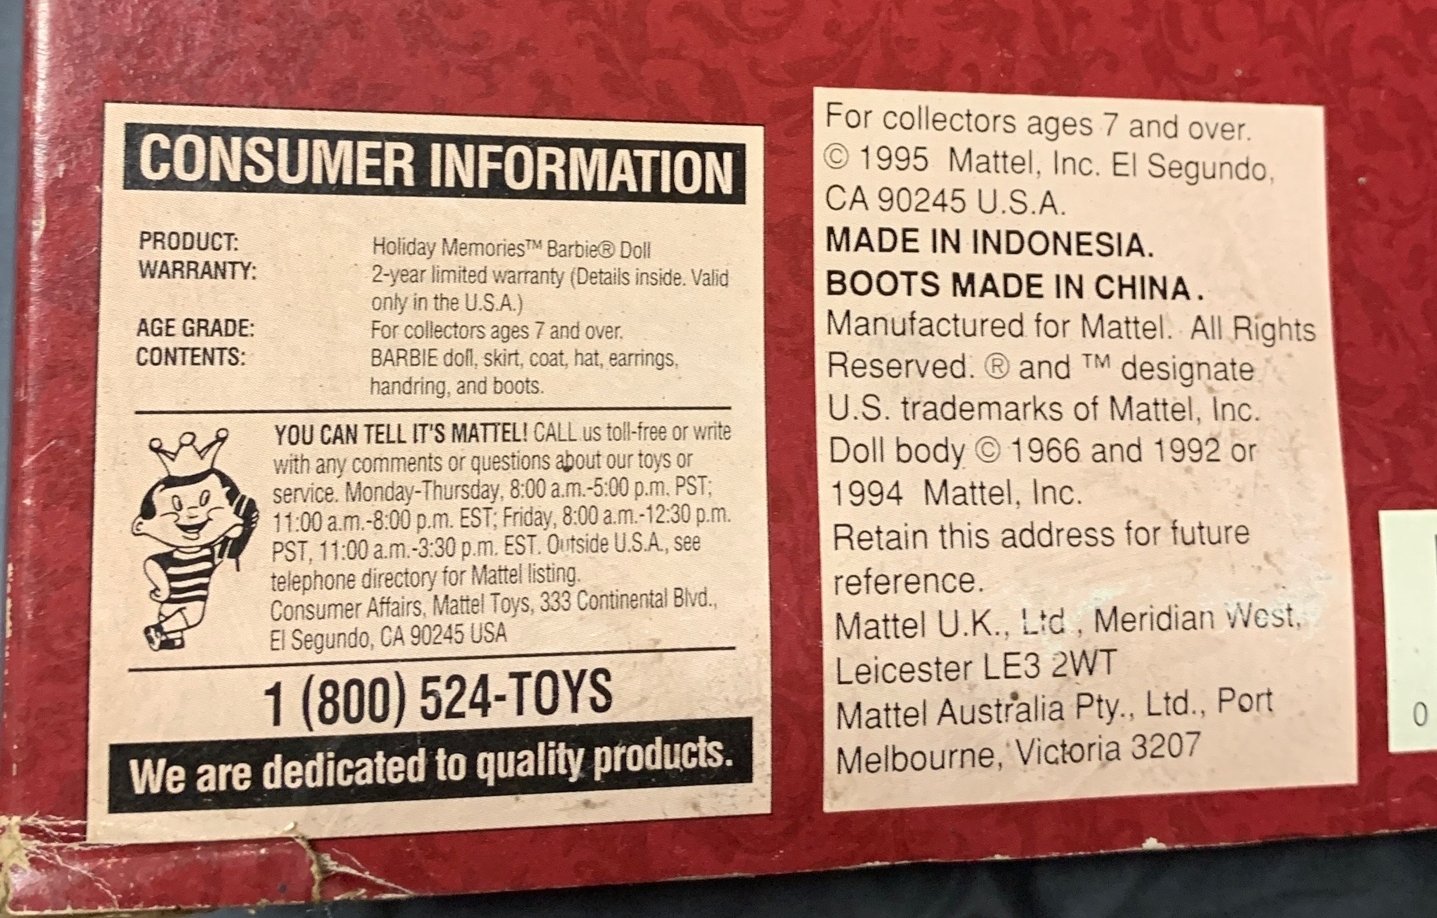 CONSUMER INFORMATION
PRODUCT: Holiday Memories™ Barbie® Doll
WARRANTY: 2-year limited warranty (Details inside. Valid
only in the U.S.A.)
AGE GRADE: For collectors ages 7 and over.
CONTENTS: BARBIE doll, skirt, coat, hat, earrings,
handring, and boots.
YOU CAN TELL IT'S MATTEL! CALL us toll-free or write
with any comments or questions about our toys or
service. Monday-Thursday, 8:00 a.m.-5:00 p.m. PST;
11:00 a.m.-8:00 p.m. EST; Friday, 8:00 a.m.-12:30 p.m.
PST, 11:00 a.m.-3:30 p.m. EST. Outside U.S.A., see
telephone directory for Mattel listing.
Consumer Affairs, Mattel Toys, 333 Continental Blvd.,
El Segundo, CA 90245 USA
1 (800) 524-TOYS
We are dedicated to quality products.
For collectors ages 7 and over.
© 1995 Mattel, Inc. El Segundo,
CA 90245 U.S.A.
MADE IN INDONESIA.
BOOTS MADE IN CHINA.
Manufactured for Mattel. All Rights
Reserved. ® and ™ designate
U.S. trademarks of Mattel, Inc.
Doll body © 1966 and 1992 or
1994 Mattel, Inc.
Retain this address for future
reference.
Mattel U.K., Ltd., Meridian West,
Leicester LE3 2WT
Mattel Australia Pty., Ltd., Port
Melbourne, Victoria 3207
0